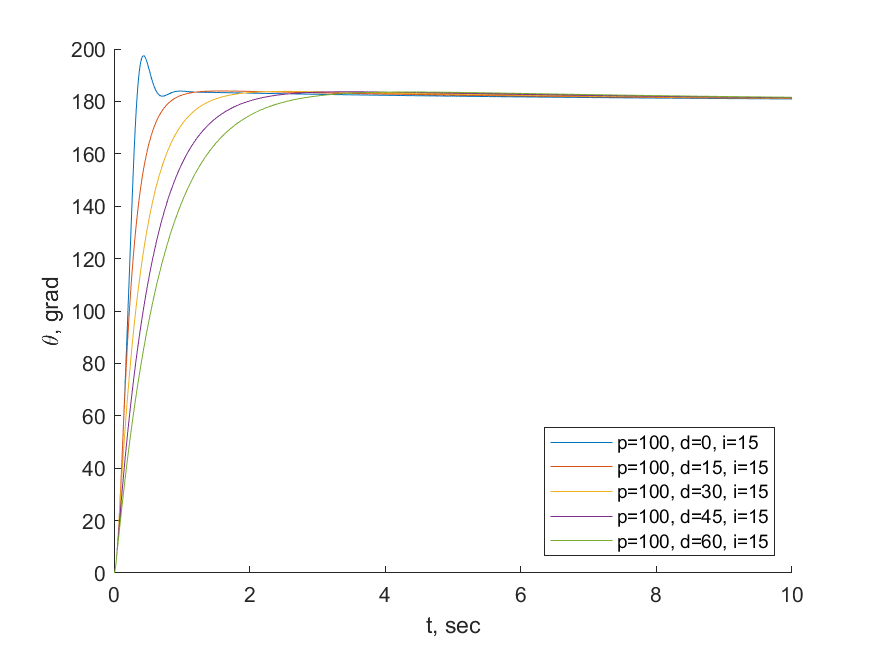 200
180
160
140
120
100
80
60
40
20
0
θ, grad
0 2 4 6 8 10
t, sec
p=100, d=0, i=15
p=100, d=15, i=15
p=100, d=30, i=15
p=100, d=45, i=15
p=100, d=60, i=15